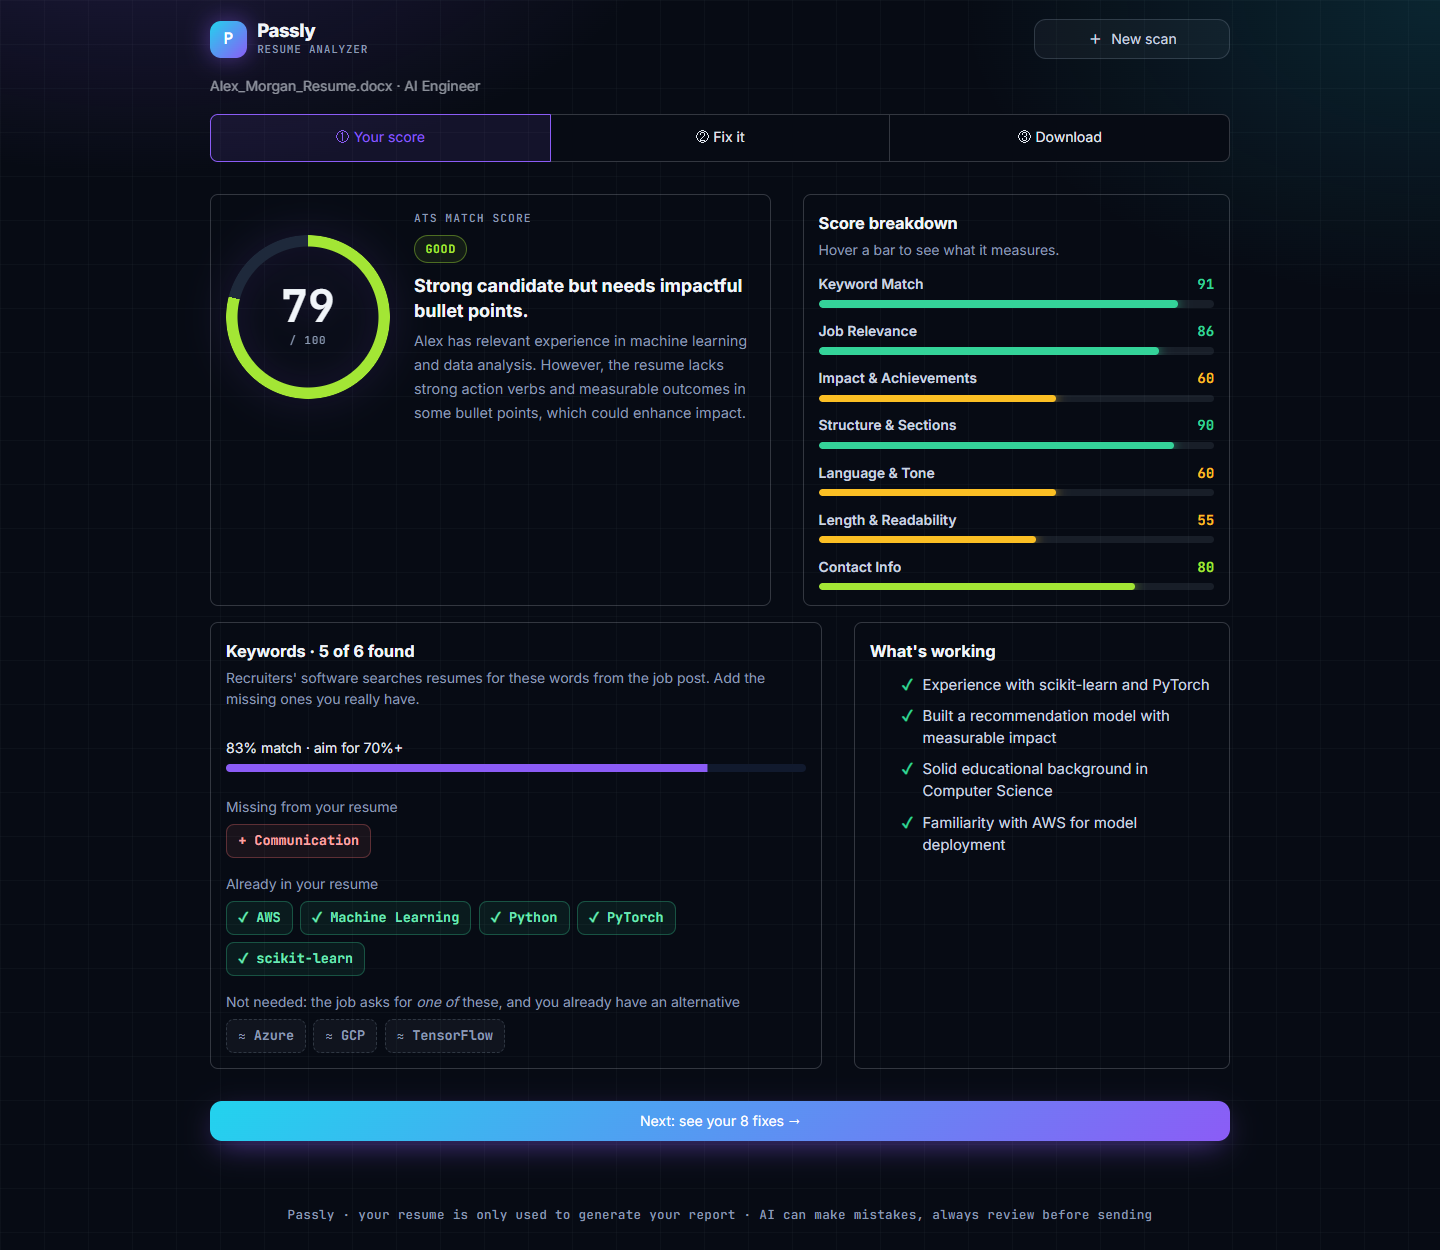 P
Passly
RESUME ANALYZER
+ New scan
Alex_Morgan_Resume.docx · AI Engineer
① Your score
② Fix it
③ Download
79
/ 100
ATS MATCH SCORE
GOOD
Strong candidate but needs impactful
bullet points.
Alex has relevant experience in machine learning
and data analysis. However, the resume lacks
strong action verbs and measurable outcomes in
some bullet points, which could enhance impact.
Score breakdown
Hover a bar to see what it measures.
Keyword Match 91
Job Relevance 86
Impact & Achievements 60
Structure & Sections 90
Language & Tone 60
Length & Readability 55
Contact Info 80
Keywords · 5 of 6 found
Recruiters' software searches resumes for these words from the job post. Add the
missing ones you really have.
83% match · aim for 70%+
Missing from your resume
+ Communication
Already in your resume
✓ AWS ✓ Machine Learning ✓ Python ✓ PyTorch
✓ scikit-learn
Not needed: the job asks for one of these, and you already have an alternative
≈ Azure ≈ GCP ≈ TensorFlow
What's working
✓ Experience with scikit-learn and PyTorch
✓ Built a recommendation model with
measurable impact
✓ Solid educational background in
Computer Science
✓ Familiarity with AWS for model
deployment
Next: see your 8 fixes →
Passly · your resume is only used to generate your report · AI can make mistakes, always review before sending